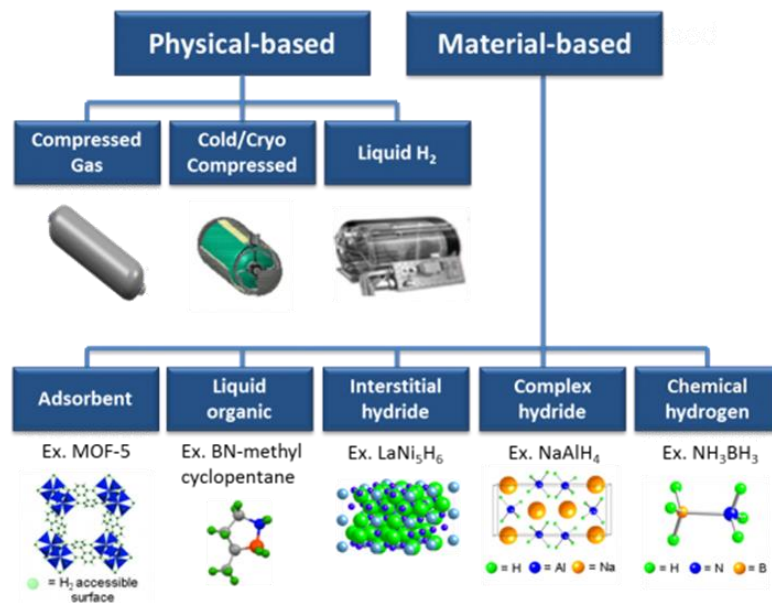 Physical-based
Material-based
Compressed
Gas
Cold/Cryo
Compressed
Liquid H₂
Adsorbent
Liquid
organic
Interstitial
hydride
Complex
hydride
Chemical
hydrogen
Ex. MOF-5
Ex. BN-methyl
cyclopentane
Ex. LaNi₅H₆
Ex. NaAlH₄
Ex. NH₃BH₃
= H₂ accessible
surface
= H = Al = Na
= H = N = B